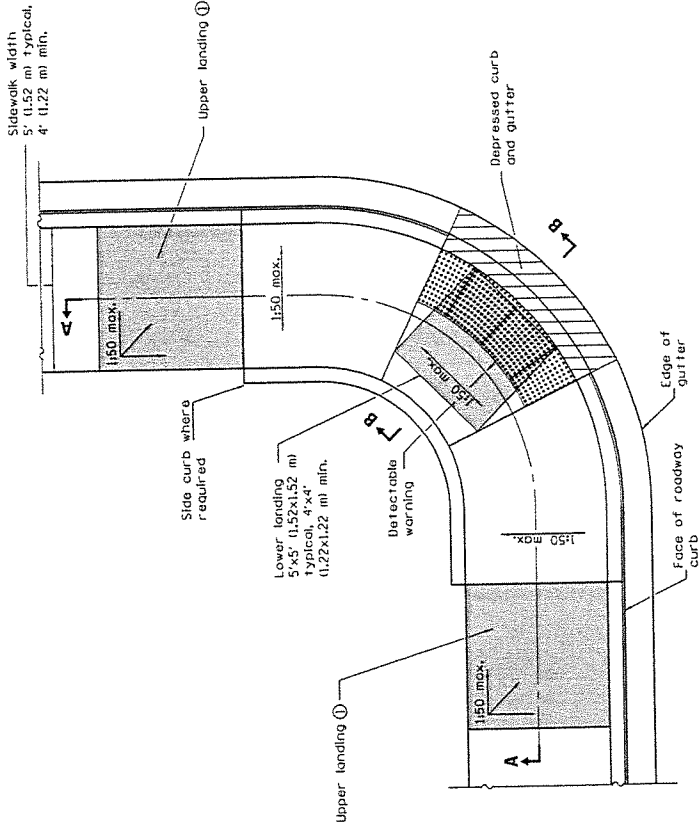 Sidewalk width
5' (1.52 m) typical,
4' (1.22 m) min.
Upper landing ①
A
1:50 max.
1:50 max.
Side curb where
required
Depressed curb
and gutter
B
B
Lower landing
5'x5' (1.52x1.52 m)
typical, 4'x4'
(1.22x1.22 m) min.
1:50 max.
Detectable
warning
Edge of
gutter
1:50 max.
Face of roadway
curb
Upper landing ①
1:50 max.
A